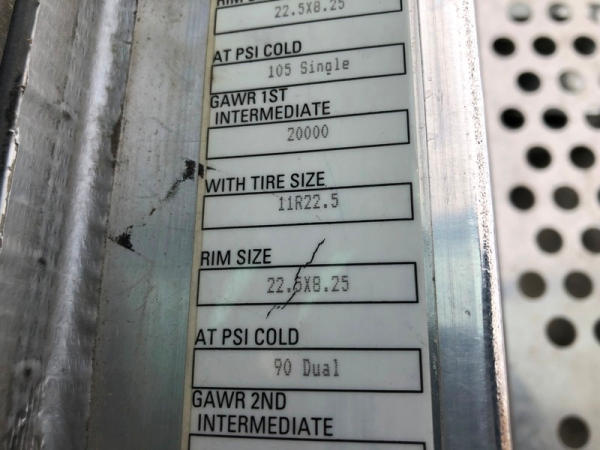 22.5X8.25
AT PSI COLD
105 Single
GAWR 1ST
INTERMEDIATE
20000
WITH TIRE SIZE
11R22.5
RIM SIZE
22.5X8.25
AT PSI COLD
90 Dual
GAWR 2ND
INTERMEDIATE